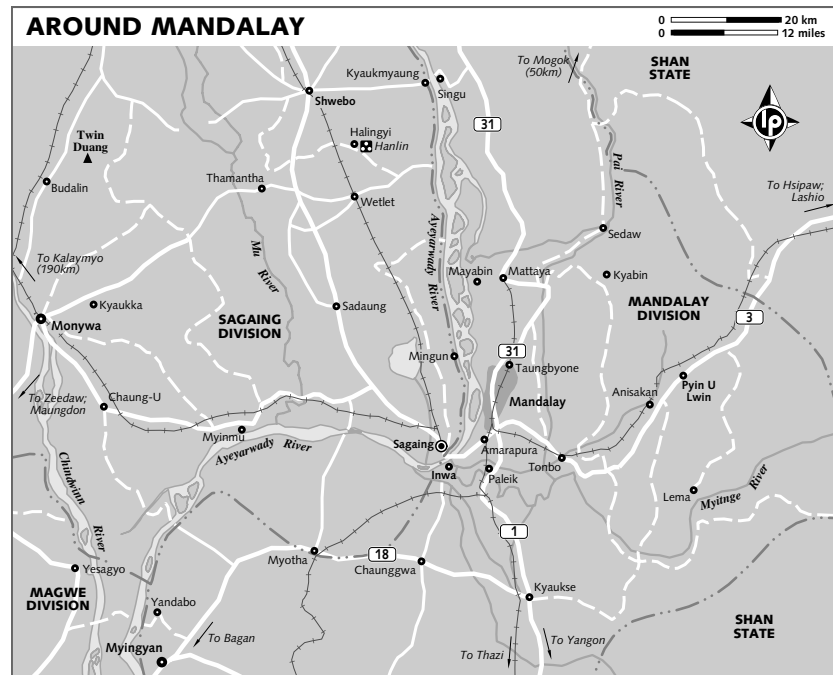 AROUND MANDALAY
0 20 km
0 12 miles
To Mogok
(50km)
SHAN
STATE
Kyaukmyaung
Singu
Shwebo
31
lp
Twin
Duang
Halingyi
Hanlin
Pai River
Budalin
Thamantha
Wetlet
To Hsipaw;
Lashio
Ayeyarwady River
Mu River
Sedaw
To Kalaymyo
(190km)
Mayabin
Mattaya
Kyabin
Kyaukka
Sadaung
MANDALAY
DIVISION
SAGAING
DIVISION
3
Monywa
Mingun
31
Taungbyone
Pyin U
Lwin
To Zeedaw;
Maungdon
Chaung-U
Mandalay
Anisakan
Myinmu
Ayeyarwady River
Sagaing
Amarapura
Inwa
Paleik
Tonbo
Chindwinn River
Lema
Myitnge River
1
Myotha
18
Chaunggwa
Yesagyo
MAGWE
DIVISION
Kyaukse
Yandabo
SHAN
STATE
To Bagan
To Yangon
Myingyan
To Thazi